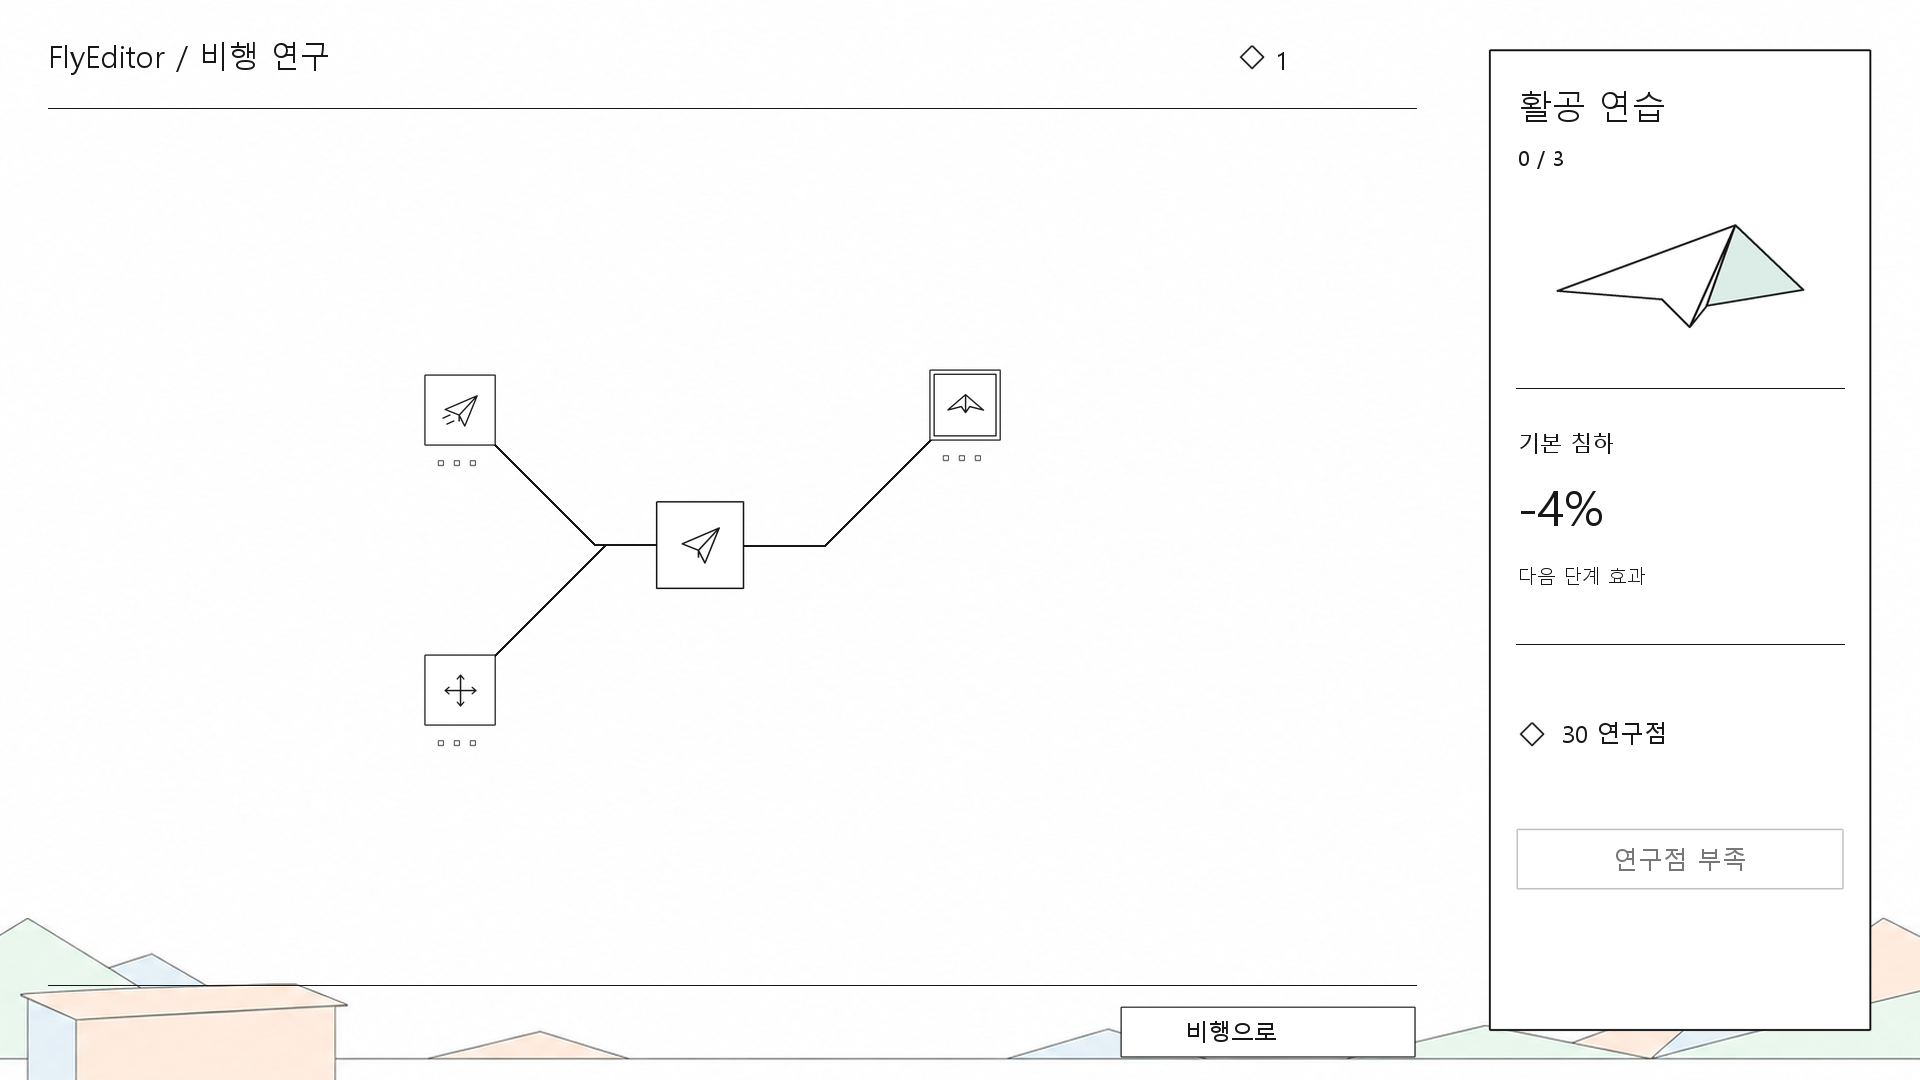 FlyEditor / 비행 연구
◇ 1
활공 연습
0 / 3
기본 침하
-4%
다음 단계 효과
◇ 30 연구점
연구점 부족
비행으로